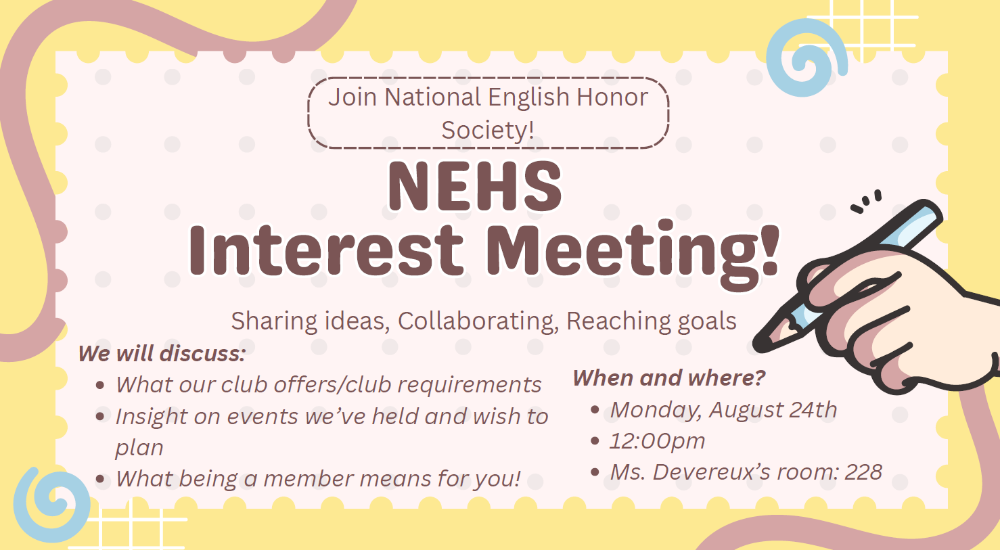 Join National English Honor
Society!
NEHS
Interest Meeting!
Sharing ideas, Collaborating, Reaching goals
We will discuss:
• What our club offers/club requirements
• Insight on events we’ve held and wish to
plan
• What being a member means for you!
When and where?
• Monday, August 24th
• 12:00pm
• Ms. Devereux’s room: 228